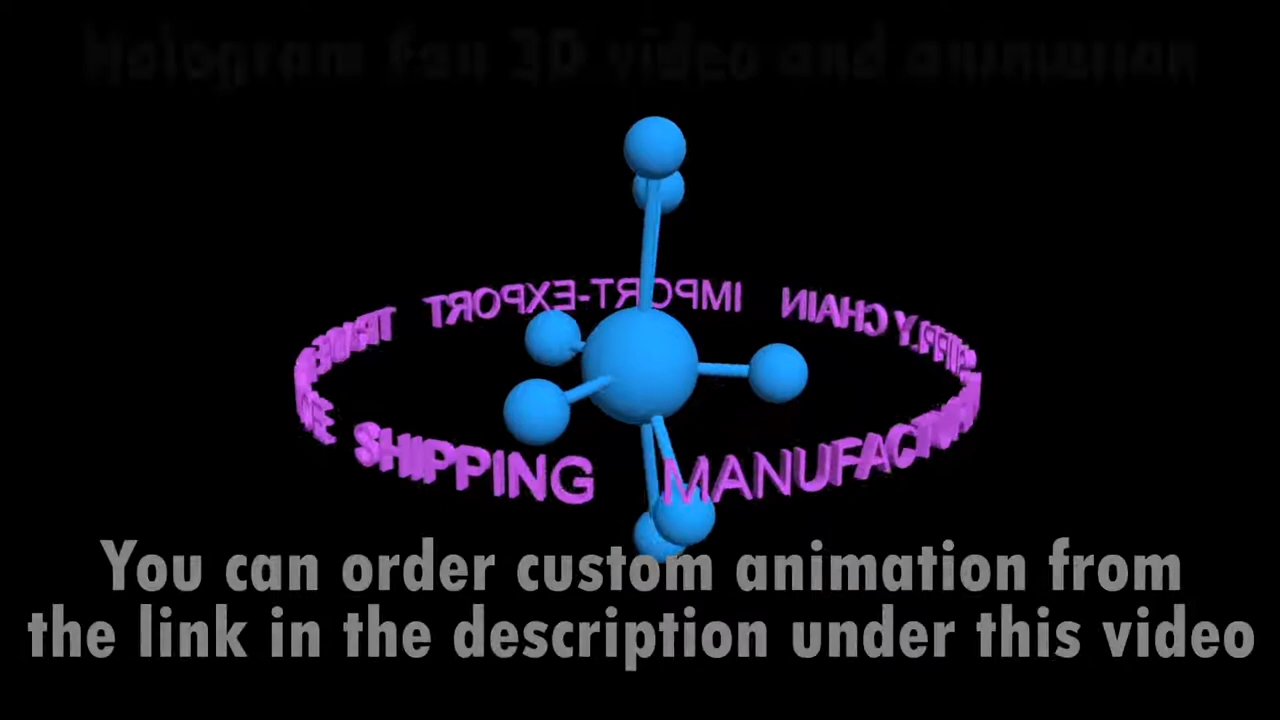 Hologram fan 3D video and animation
IMPORT-EXPORT
SUPPLY CHAIN
SHIPPING
You can order custom animation from
the link in the description under this video